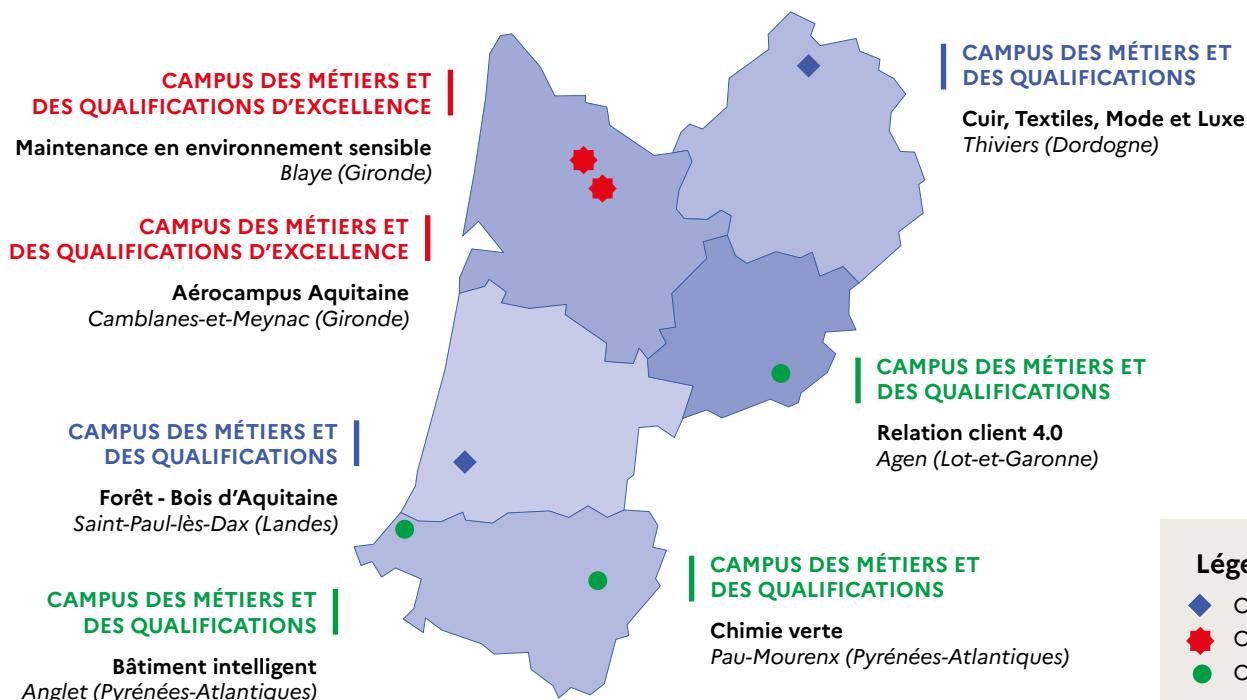 CAMPUS DES MÉTIERS ET
DES QUALIFICATIONS D'EXCELLENCE
Maintenance en environnement sensible
Blaye (Gironde)
CAMPUS DES MÉTIERS ET
DES QUALIFICATIONS D'EXCELLENCE
Aérocampus Aquitaine
Camblanes-et-Meynac (Gironde)
CAMPUS DES MÉTIERS ET
DES QUALIFICATIONS
Forêt - Bois d'Aquitaine
Saint-Paul-lès-Dax (Landes)
CAMPUS DES MÉTIERS ET
DES QUALIFICATIONS
Bâtiment intelligent
Anglet (Pyrénées-Atlantiques)
CAMPUS DES MÉTIERS ET
DES QUALIFICATIONS
Cuir, Textiles, Mode et Luxe
Thiviers (Dordogne)
CAMPUS DES MÉTIERS ET
DES QUALIFICATIONS
Relation client 4.0
Agen (Lot-et-Garonne)
CAMPUS DES MÉTIERS ET
DES QUALIFICATIONS
Chimie verte
Pau-Mourenx (Pyrénées-Atlantiques)